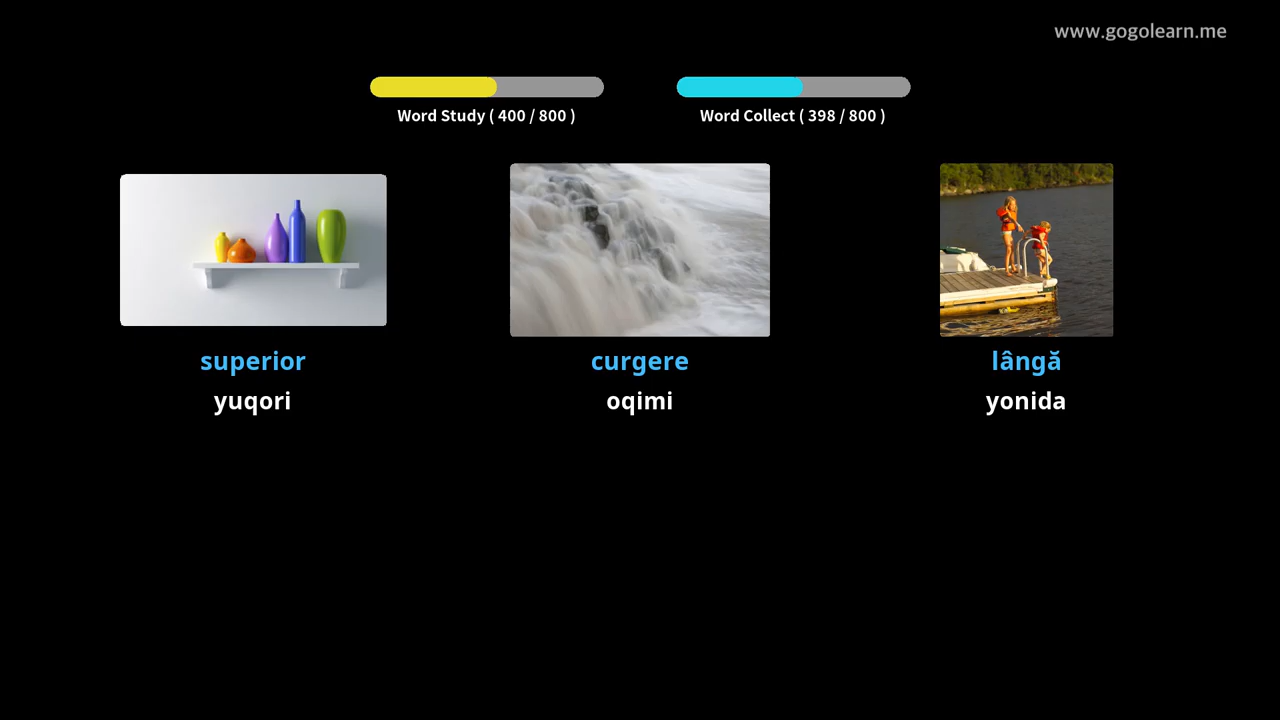 www.gogolearn.me
Word Study ( 400 / 800 )
Word Collect ( 398 / 800 )
superior
yuqori
curgere
oqimi
lângă
yonida